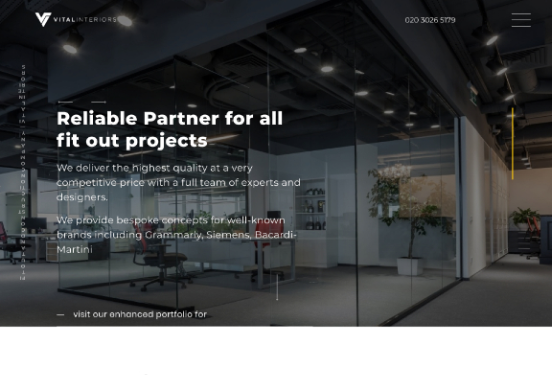 VITALINTERIORS
020 3026 5179
Reliable Partner for all
fit out projects
We deliver the highest quality at a very
competitive price with a full team of experts and
designers.
We provide bespoke concepts for well-known
brands including Grammarly, Siemens, Bacardi-
Martini
visit our enhanced portfolio for